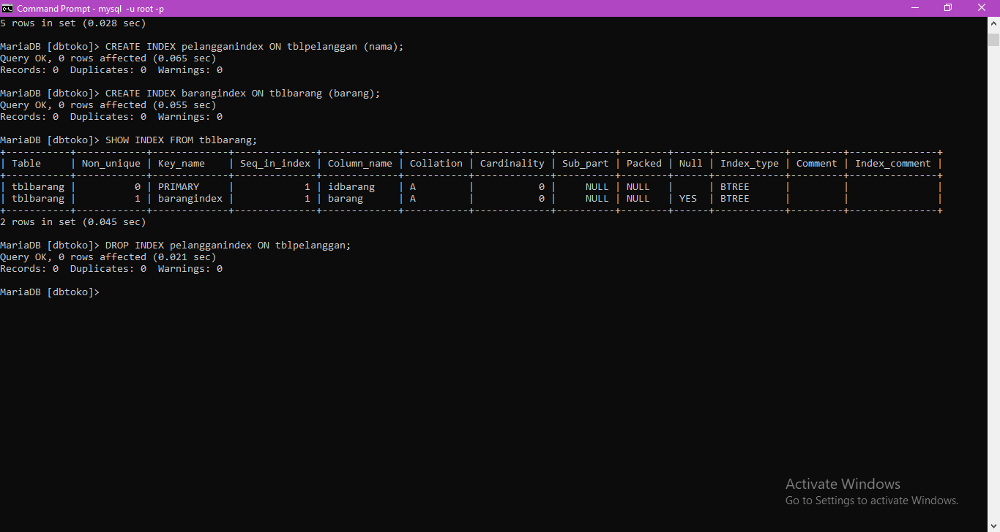 Command Prompt - mysql  -u root -p
5 rows in set (0.028 sec)
MariaDB [dbtoko]> CREATE INDEX pelangganindex ON tblpelanggan (nama);
Query OK, 0 rows affected (0.065 sec)
Records: 0  Duplicates: 0  Warnings: 0
MariaDB [dbtoko]> CREATE INDEX barangindex ON tblbarang (barang);
Query OK, 0 rows affected (0.055 sec)
Records: 0  Duplicates: 0  Warnings: 0
MariaDB [dbtoko]> SHOW INDEX FROM tblbarang;
+-----------+------------+-------------+--------------+-------------+-----------+-------------+----------+--------+------+------------+---------+---------------+
| Table     | Non_unique | Key_name    | Seq_in_index | Column_name | Collation | Cardinality | Sub_part | Packed | Null | Index_type | Comment | Index_comment |
+-----------+------------+-------------+--------------+-------------+-----------+-------------+----------+--------+------+------------+---------+---------------+
| tblbarang |          0 | PRIMARY     |            1 | idbarang    | A         |           0 |     NULL | NULL   |      | BTREE      |         |               |
| tblbarang |          1 | barangindex |            1 | barang      | A         |           0 |     NULL | NULL   | YES  | BTREE      |         |               |
+-----------+------------+-------------+--------------+-------------+-----------+-------------+----------+--------+------+------------+---------+---------------+
2 rows in set (0.045 sec)
MariaDB [dbtoko]> DROP INDEX pelangganindex ON tblpelanggan;
Query OK, 0 rows affected (0.021 sec)
Records: 0  Duplicates: 0  Warnings: 0
MariaDB [dbtoko]>
Activate Windows
Go to Settings to activate Windows.